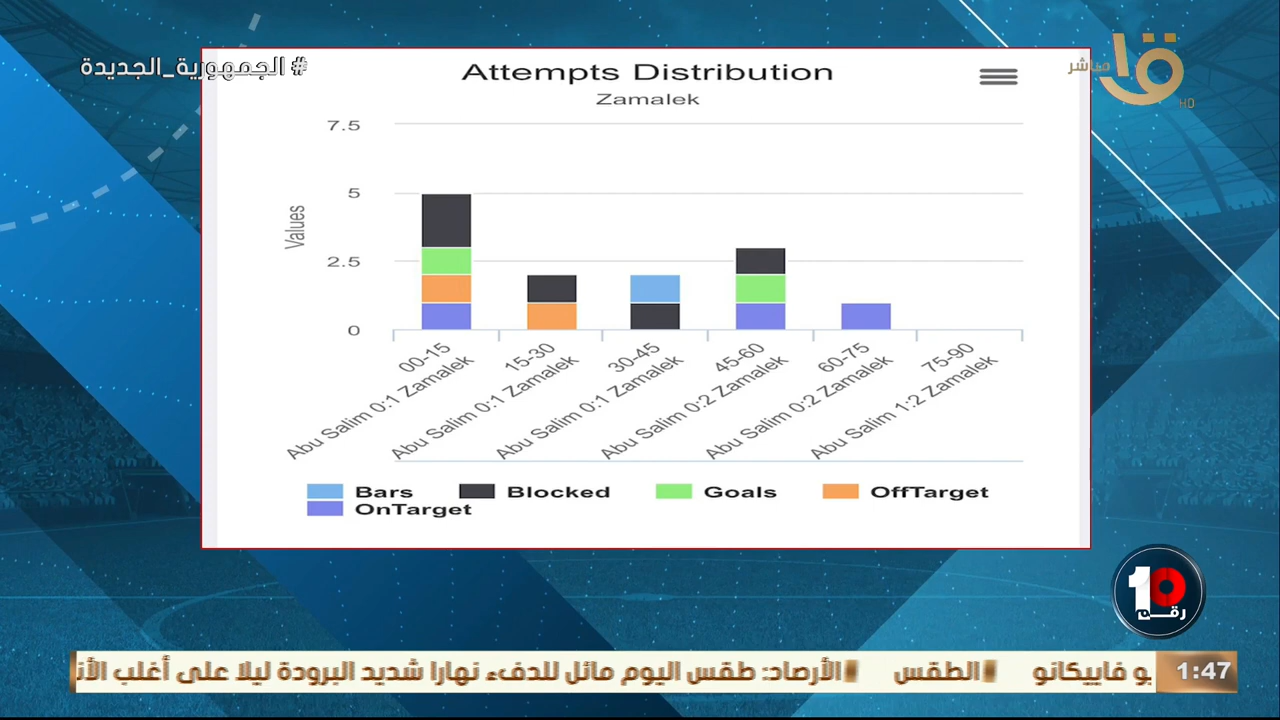 # الجمهورية_الجديدة
مباشر
HD
Attempts Distribution
Zamalek
Values
7.5
5
2.5
0
00-15
Abu Salim 0:1 Zamalek
15-30
Abu Salim 0:1 Zamalek
30-45
Abu Salim 0:1 Zamalek
45-60
Abu Salim 0:2 Zamalek
60-75
Abu Salim 0:2 Zamalek
75-90
Abu Salim 1:2 Zamalek
Bars Blocked Goals OffTarget
OnTarget
رقم
10
1:47 و فاييكانو الطقس الأرصاد: طقس اليوم مائل للدفء نهارا شديد البرودة ليلا على أغلب